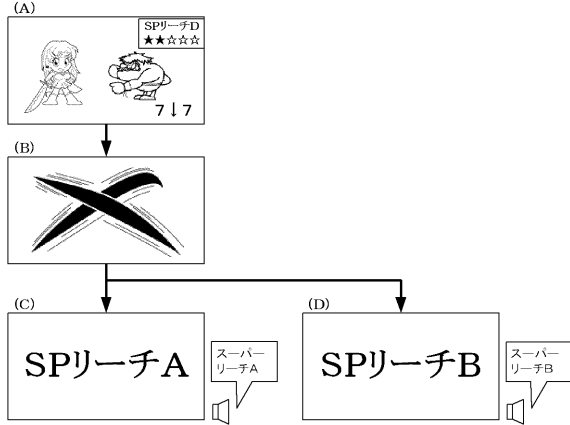 (A)
SPリーチD
★★☆☆☆
7↓7
(B)
(C)
SPリーチA
スーパー
リーチA
(D)
SPリーチB
スーパー
リーチB